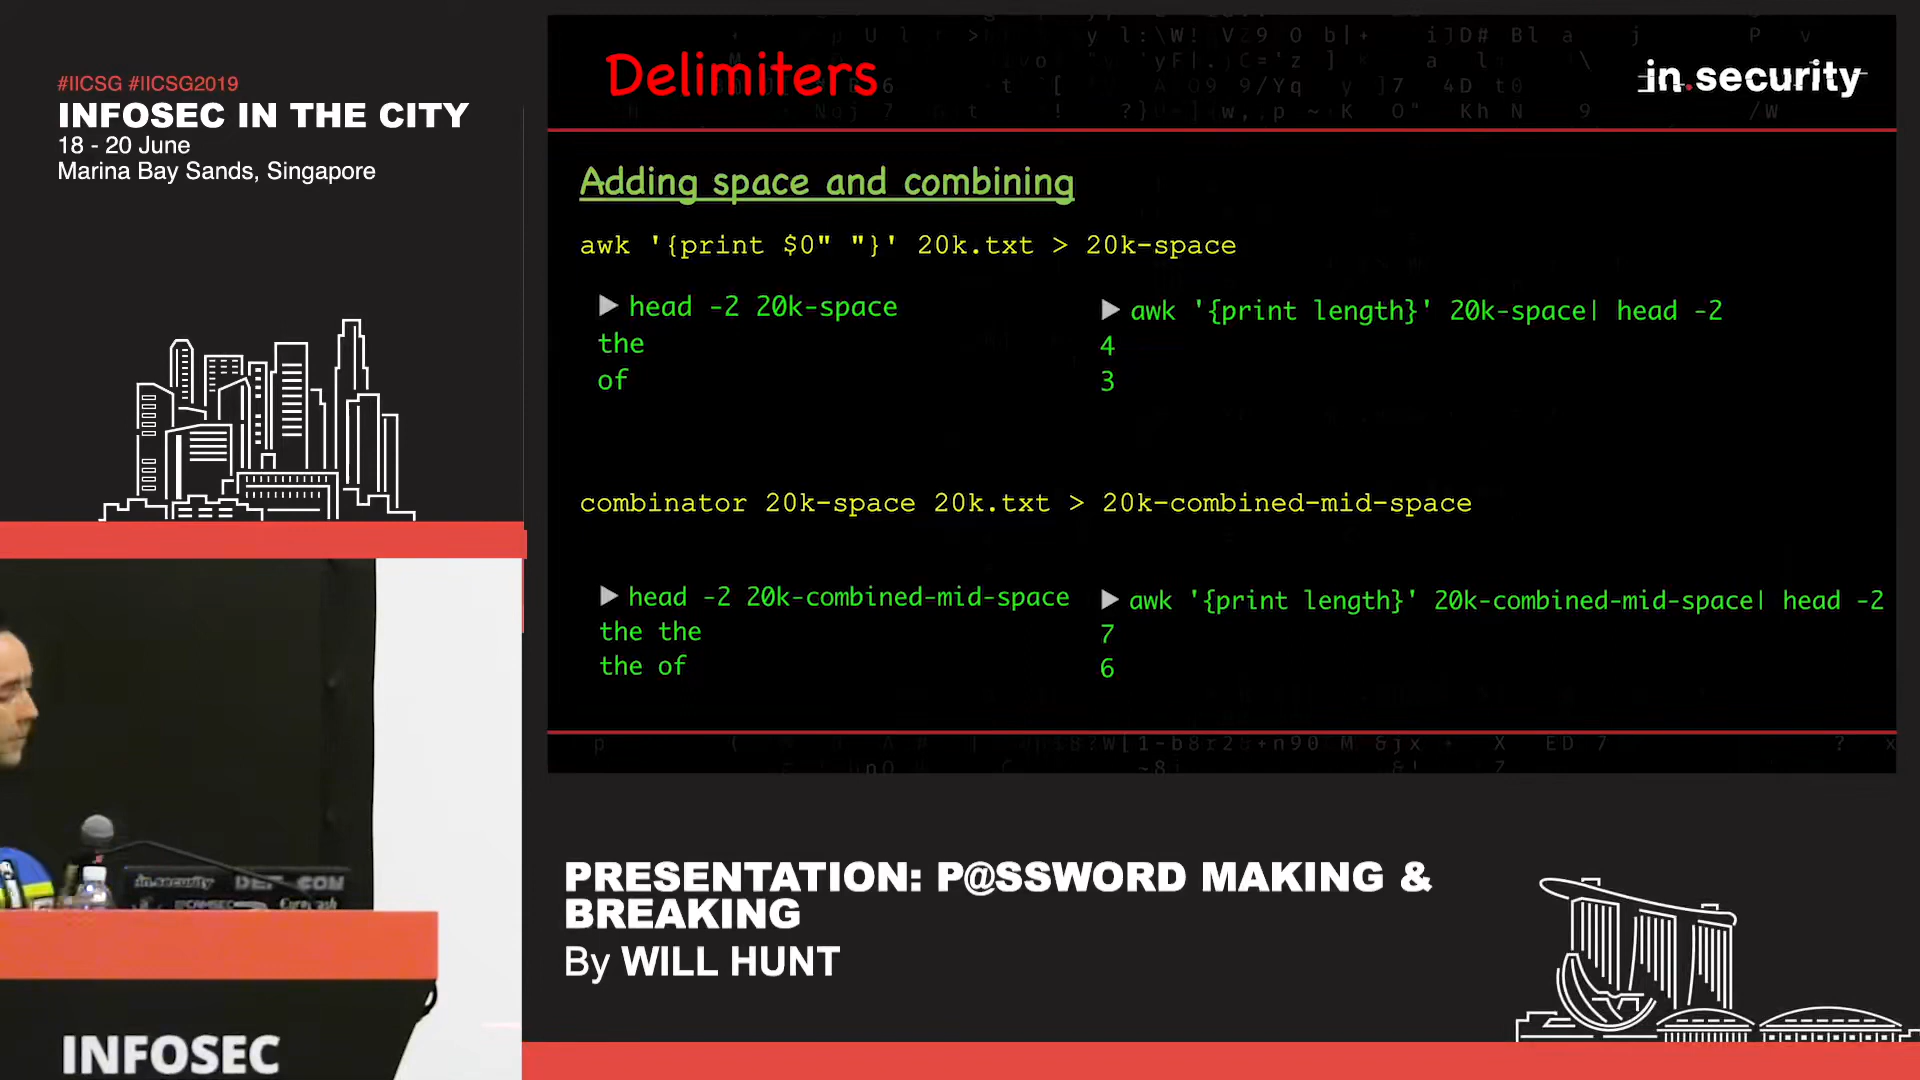 #IICSG #IICSG2019
INFOSEC IN THE CITY
18 - 20 June
Marina Bay Sands, Singapore
Delimiters
in.security
Adding space and combining
awk '{print $0" "}' 20k.txt > 20k-space
head -2 20k-space
the
of
awk '{print length}' 20k-space| head -2
4
3
combinator 20k-space 20k.txt > 20k-combined-mid-space
head -2 20k-combined-mid-space
the the
the of
awk '{print length}' 20k-combined-mid-space| head -2
7
6
in.security DEF CON
INFOSEC
PRESENTATION: P@SSWORD MAKING &
BREAKING
By WILL HUNT